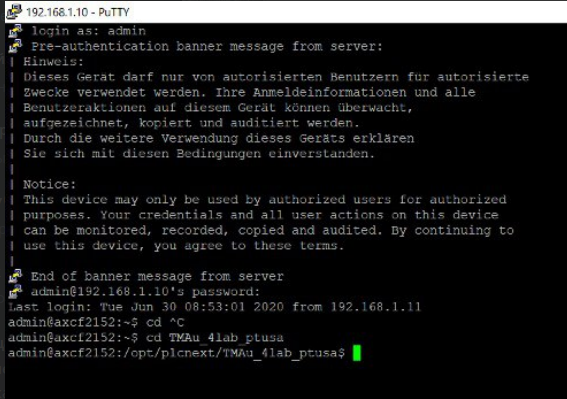 192.168.1.10 - PuTTY
login as: admin
Pre-authentication banner message from server:
| Hinweis:
| Dieses Gerät darf nur von autorisierten Benutzern für autorisierte
| Zwecke verwendet werden. Ihre Anmeldeinformationen und alle
| Benutzeraktionen auf diesem Gerät können überwacht,
| aufgezeichnet, kopiert und auditiert werden.
| Durch die weitere Verwendung dieses Geräts erklären
| Sie sich mit diesen Bedingungen einverstanden.
|
| Notice:
| This device may only be used by authorized users for authorized
| purposes. Your credentials and all user actions on this device
| can be monitored, recorded, copied and audited. By continuing to
| use this device, you agree to these terms.
|
End of banner message from server
admin@192.168.1.10's password:
Last login: Tue Jun 30 08:53:01 2020 from 192.168.1.11
admin@axcf2152:~$ cd ^C
admin@axcf2152:~$ cd TMAu_4lab_ptusa
admin@axcf2152:/opt/plcnext/TMAu_4lab_ptusa$